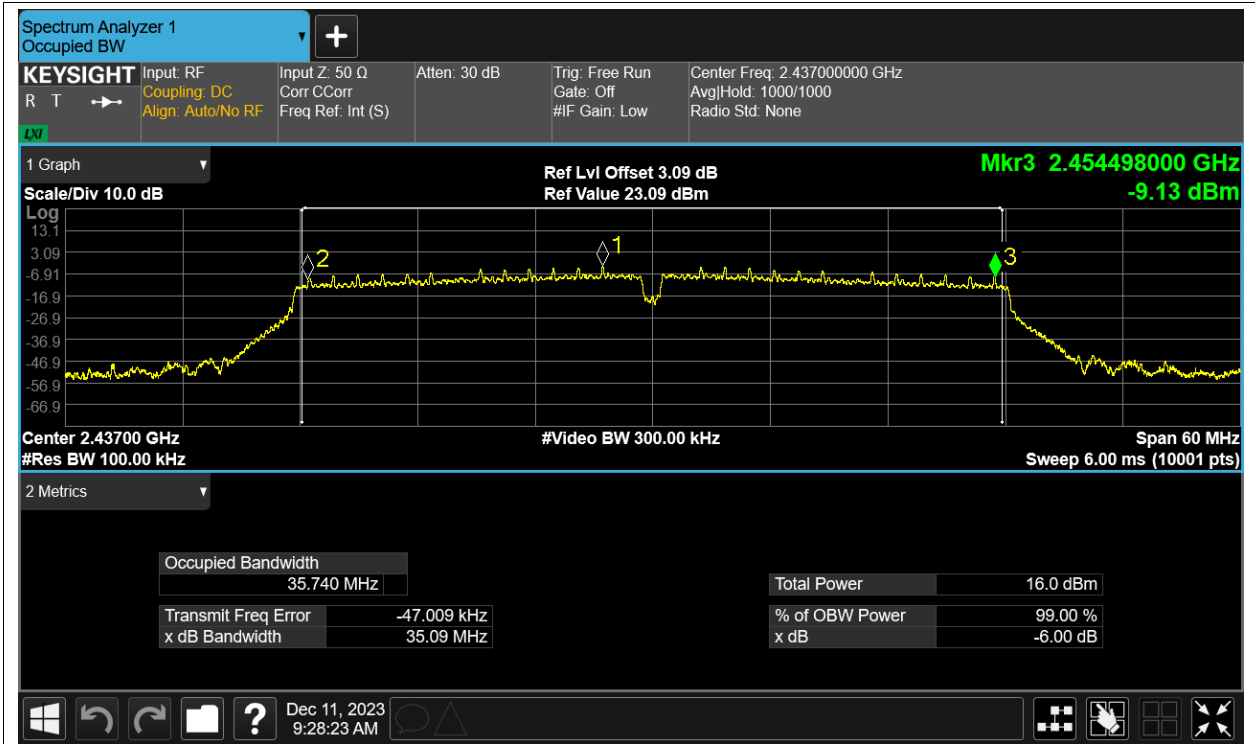 Spectrum Analyzer 1
Occupied BW
KEYSIGHT
R T
LXI
Input: RF
Coupling: DC
Align: Auto/No RF
Input Z: 50 Ω
Corr CCorr
Freq Ref: Int (S)
Atten: 30 dB
Trig: Free Run
Gate: Off
#IF Gain: Low
Center Freq: 2.437000000 GHz
Avg|Hold: 1000/1000
Radio Std: None
1 Graph
Scale/Div 10.0 dB
Ref Lvl Offset 3.09 dB
Ref Value 23.09 dBm
Mkr3 2.454498000 GHz
-9.13 dBm
Log
13.1
3.09
-6.91
-16.9
-26.9
-36.9
-46.9
-56.9
-66.9
2
1
3
Center 2.43700 GHz
#Res BW 100.00 kHz
#Video BW 300.00 kHz
Span 60 MHz
Sweep 6.00 ms (10001 pts)
2 Metrics
Occupied Bandwidth
35.740 MHz
Transmit Freq Error -47.009 kHz
x dB Bandwidth 35.09 MHz
Total Power 16.0 dBm
% of OBW Power 99.00 %
x dB -6.00 dB
?
Dec 11, 2023
9:28:23 AM